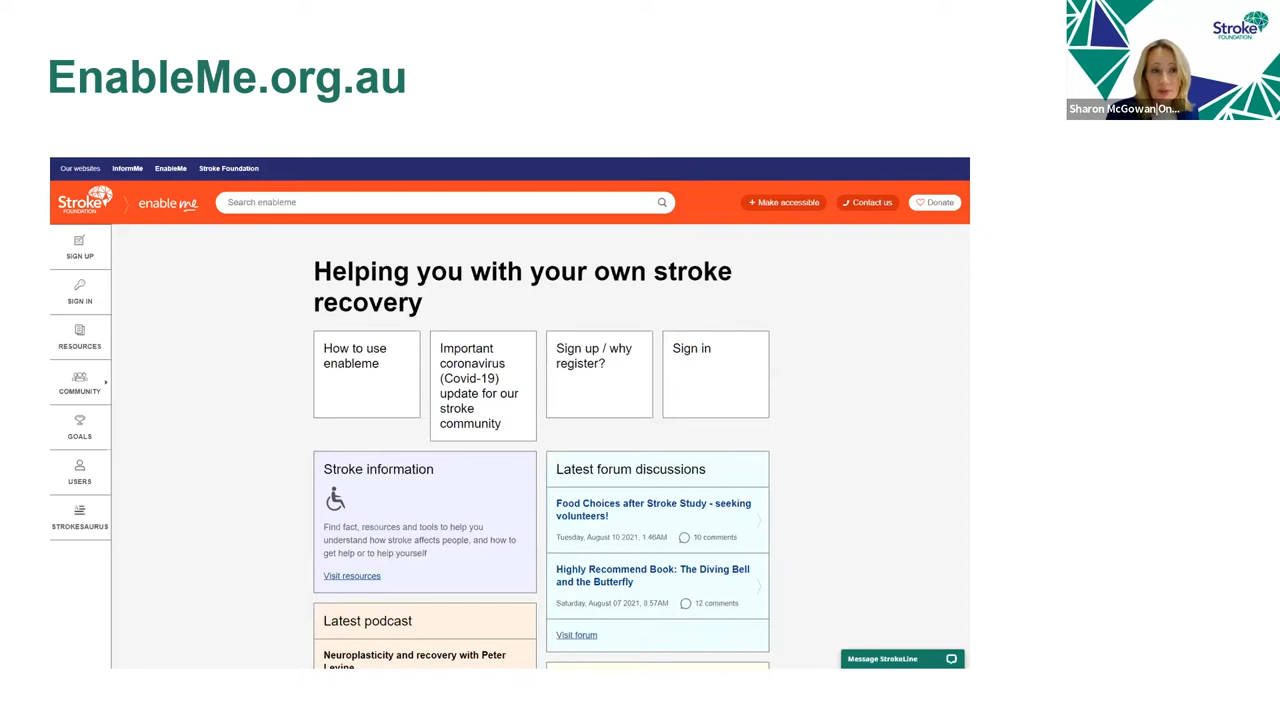 EnableMe.org.au
Stroke
FOUNDATION
Sharon McGowan|On...
Our websites InformMe EnableMe Stroke Foundation
Stroke
FOUNDATION
enable me
Search enableme
+ Make accessible
Contact us
Donate
SIGN UP
SIGN IN
RESOURCES
COMMUNITY
GOALS
USERS
STROKESAURUS
Helping you with your own stroke
recovery
How to use
enableme
Important
coronavirus
(Covid-19)
update for our
stroke
community
Sign up / why
register?
Sign in
Stroke information
Find fact, resources and tools to help you
understand how stroke affects people, and how to
get help or to help yourself
Visit resources
Latest podcast
Neuroplasticity and recovery with Peter
Levine
Latest forum discussions
Food Choices after Stroke Study - seeking
volunteers!
Tuesday, August 10 2021, 1.46AM 10 comments
Highly Recommend Book: The Diving Bell
and the Butterfly
Saturday, August 07 2021, 8.57AM 12 comments
Visit forum
Message StrokeLine